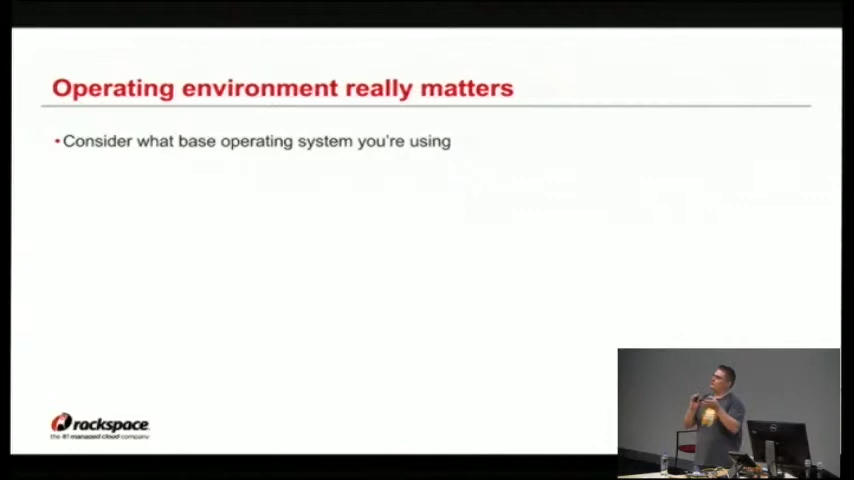 Operating environment really matters
• Consider what base operating system you're using
rackspace
the #1 managed cloud company